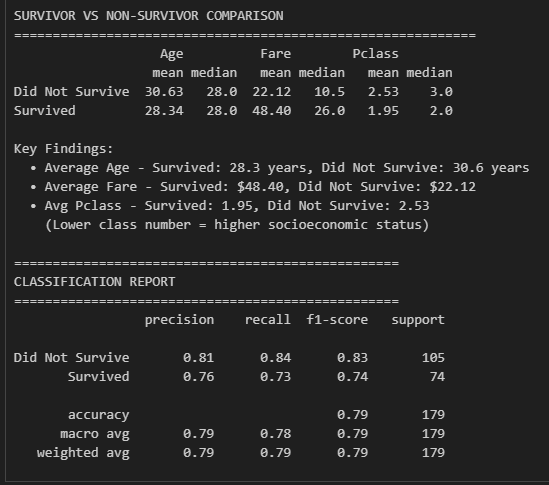 SURVIVOR VS NON-SURVIVOR COMPARISON
============================================================
Age Fare Pclass
mean median mean median mean median
Did Not Survive 30.63 28.0 22.12 10.5 2.53 3.0
Survived 28.34 28.0 48.40 26.0 1.95 2.0
Key Findings:
• Average Age - Survived: 28.3 years, Did Not Survive: 30.6 years
• Average Fare - Survived: $48.40, Did Not Survive: $22.12
• Avg Pclass - Survived: 1.95, Did Not Survive: 2.53
(Lower class number = higher socioeconomic status)
==================================================
CLASSIFICATION REPORT
==================================================
precision recall f1-score support
Did Not Survive 0.81 0.84 0.83 105
Survived 0.76 0.73 0.74 74
accuracy 0.79 179
macro avg 0.79 0.78 0.79 179
weighted avg 0.79 0.79 0.79 179